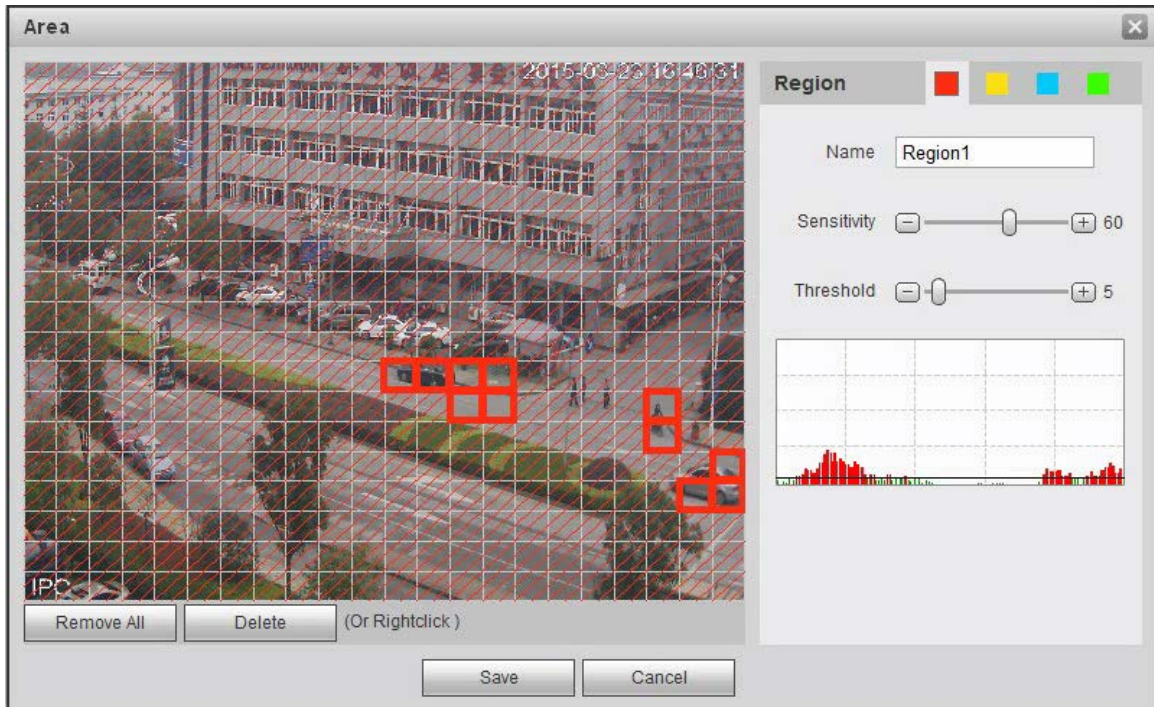 Area
2015-03-23 16:46:31
Region
Name Region1
Sensitivity 60
Threshold 5
IPC
Remove All Delete (Or Rightclick )
Save Cancel